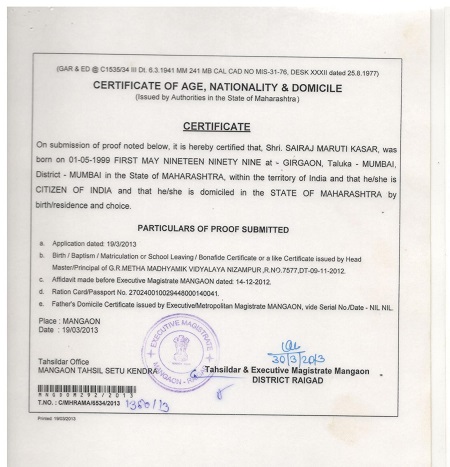 (GAR & ED @ C1535/34 III Dt. 6.3.1941 MM 241 MB CAL CAD NO MIS-31-76, DESK XXXII dated 25.8.1977)
CERTIFICATE OF AGE, NATIONALITY & DOMICILE
(Issued by Authorities in the State of Maharashtra)
CERTIFICATE
On submission of proof noted below, it is hereby certified that, Shri. SAIRAJ MARUTI KASAR, was
born on 01-05-1999 FIRST MAY NINETEEN NINETY NINE at - GIRGAON, Taluka - MUMBAI,
District - MUMBAI in the State of MAHARASHTRA, within the territory of India and that he/she is
CITIZEN OF INDIA and that he/she is domiciled in the STATE OF MAHARASHTRA by
birth/residence and choice.
PARTICULARS OF PROOF SUBMITTED
a. Application dated: 19/3/2013
b. Birth / Baptism / Matriculation or School Leaving / Bonafide Certificate or a like Certificate issued by Head
Master/Principal of G.R.METHA MADHYAMIK VIDYALAYA NIZAMPUR ,R.NO.7577,DT-09-11-2012.
c. Affidavit made before Executive Magistrate MANGAON dated: 14-12-2012.
d. Ration Card/Passport No. 27024001002944800014004​1.
e. Father's Domicile Certificate issued by Executive/Metropolitan Magistrate MANGAON, vide Serial No./Date - NIL NIL.
Place : MANGAON
Date : 19/03/2013
EXECUTIVE MAGISTRATE
MANGAON - RAIGAD
30/3/2013
Tahsildar Office
MANGAON TAHSIL SETU KENDRA
Tahsildar & Executive Magistrate Mangaon
DISTRICT RAIGAD
T.NO. : C/MHRAMA/6534/2013
Printed: 19/03/2013